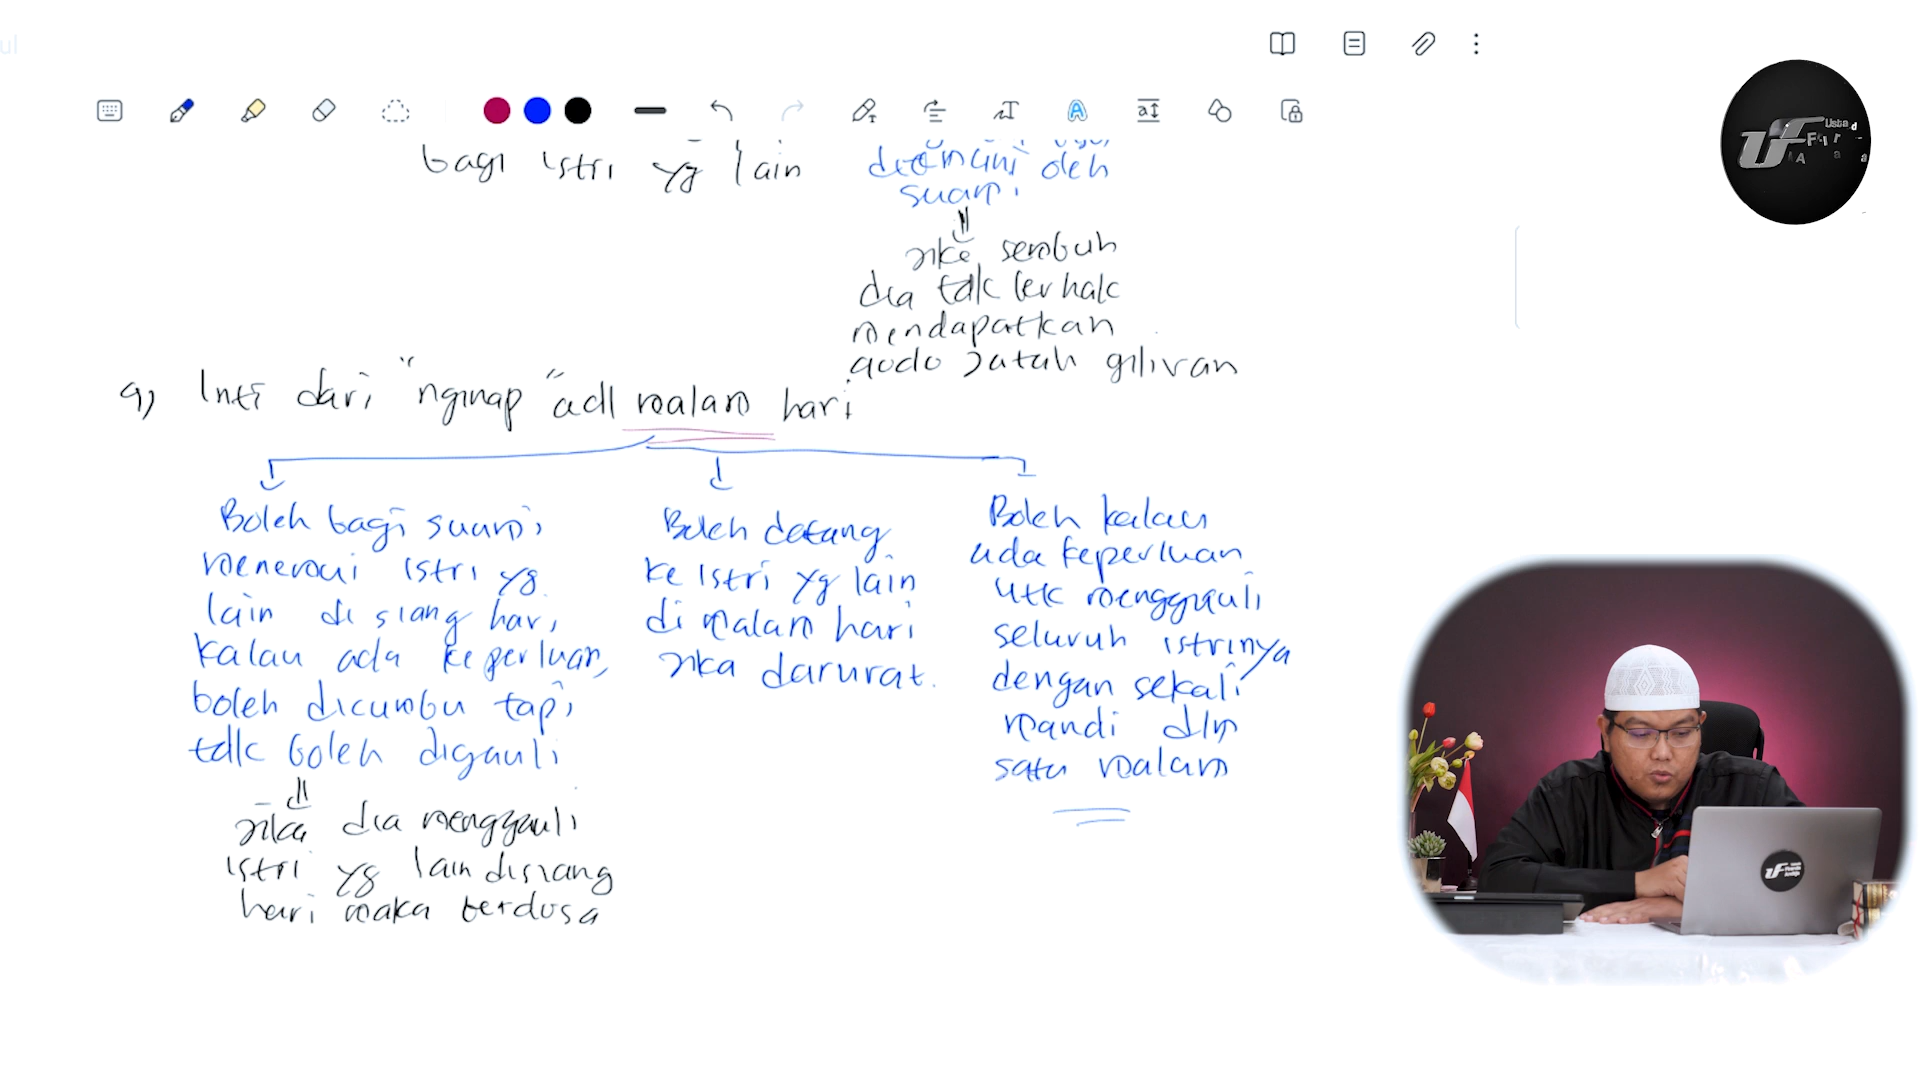 bagi istri yg lain
oleh
suami
jika sembuh
dia tdk berhak
mendapatkan
qodo jatah giliran
9) Inti dari "nginap" adl malam hari
Boleh bagi suami
menemui istri yg
lain di siang hari
kalau ada keperluan,
boleh dicumbu tapi
tdk boleh digauli
jika dia menggauli
istri yg lain disiang
hari maka berdosa
Boleh datang
ke istri yg lain
di malam hari
jika darurat.
Boleh kalau
ada keperluan
utk menggauli
seluruh istrinya
dengan sekali
mandi dlm
satu malam
UF